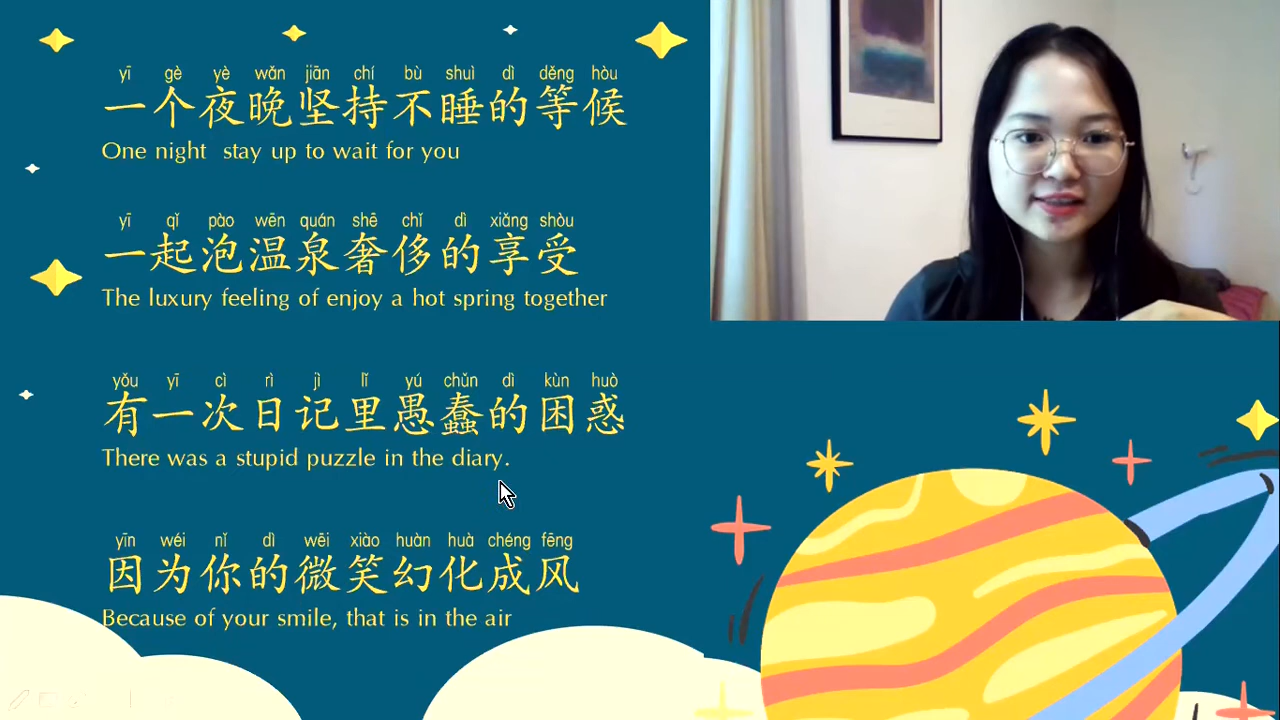 yī gè yè wǎn jiān chí bù shuì dì děng hòu
一个夜晚坚持不睡的等候
One night stay up to wait for you
yī qǐ pào wēn quán shē chǐ dì xiǎng shòu
一起泡温泉奢侈的享受
The luxury feeling of enjoy a hot spring together
yǒu yī cì rì jì lǐ yú chǔn dì kùn huò
有一次日记里愚蠢的困惑
There was a stupid puzzle in the diary.
yīn wéi nǐ dì wēi xiào huàn huà chéng fēng
因为你的微笑幻化成风
Because of your smile, that is in the air